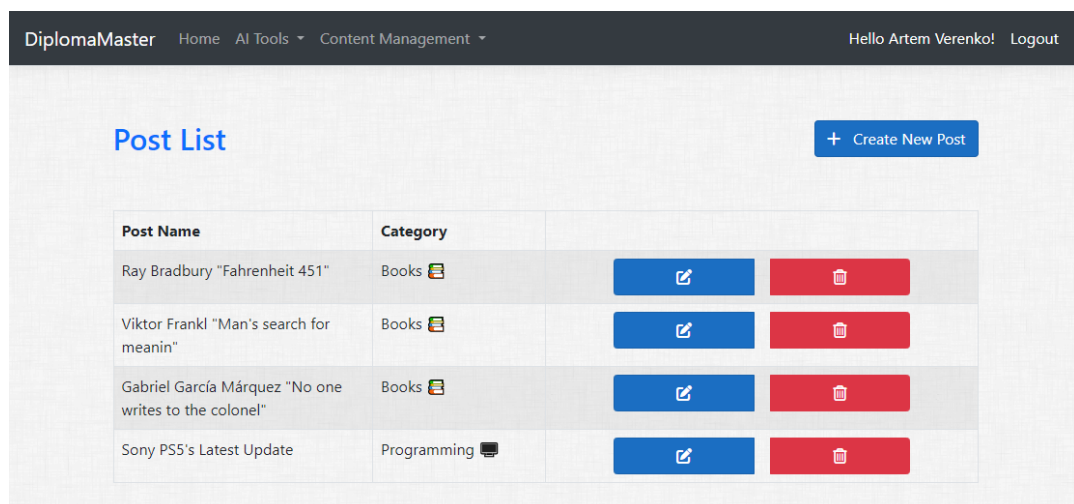 DiplomaMaster Home AI Tools Content Management Hello Artem Verenko! Logout
Post List
Create New Post
Post Name Category
Ray Bradbury "Fahrenheit 451" Books
Viktor Frankl "Man's search for
meanin"
Books
Gabriel García Márquez "No one
writes to the colonel"
Books
Sony PS5's Latest Update Programming